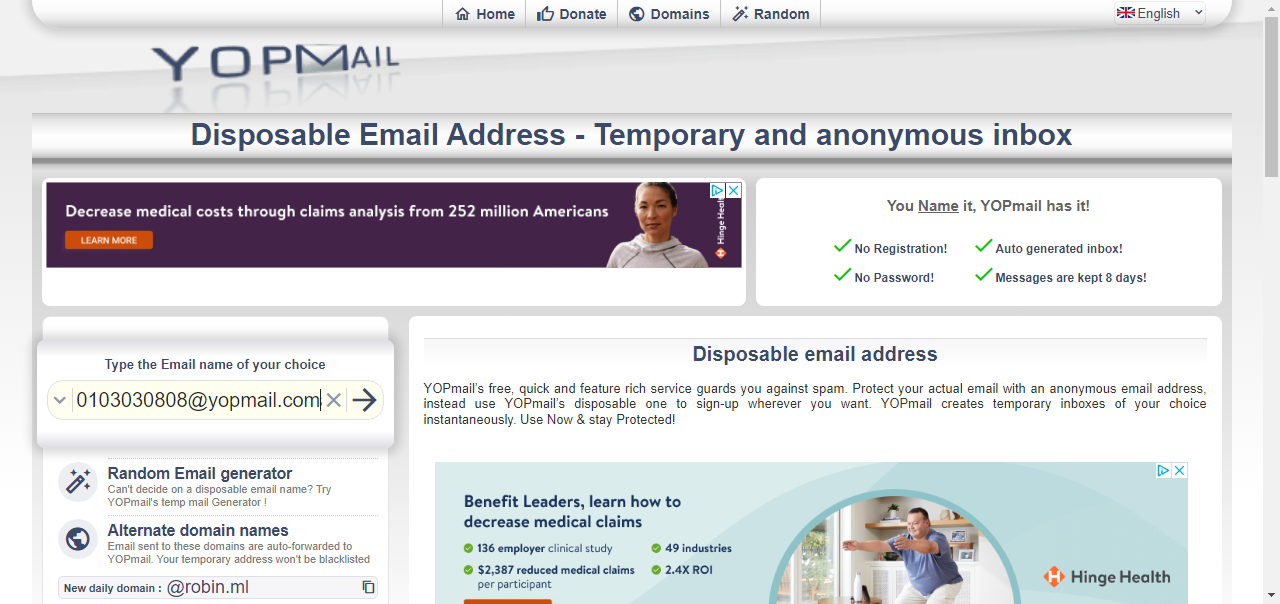 Home
Donate
Domains
Random
English
YOPMAIL
Disposable Email Address - Temporary and anonymous inbox
Decrease medical costs through claims analysis from 252 million Americans
LEARN MORE
Hinge Healt
You Name it, YOPmail has it!
No Registration!
Auto generated inbox!
No Password!
Messages are kept 8 days!
Type the Email name of your choice
0103030808@yopmail.com
Random Email generator
Can't decide on a disposable email name? Try
YOPmail's temp mail Generator !
Alternate domain names
Email sent to these domains are auto-forwarded to
YOPmail. Your temporary address won't be blacklisted
New daily domain : @robin.ml
Disposable email address
YOPmail's free, quick and feature rich service guards you against spam. Protect your actual email with an anonymous email address,
instead use YOPmail's disposable one to sign-up wherever you want. YOPmail creates temporary inboxes of your choice
instantaneously. Use Now & stay Protected!
Benefit Leaders, learn how to
decrease medical claims
136 employer clinical study
49 industries
$2,387 reduced medical claims
per participant
2.4X ROI
Hinge Health